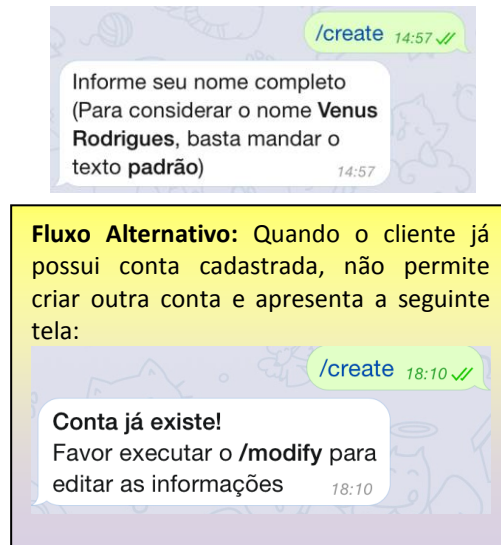 /create 14:57
Informe seu nome completo
(Para considerar o nome Venus
Rodrigues, basta mandar o
texto padrão) 14:57
Fluxo Alternativo: Quando o cliente já
possui conta cadastrada, não permite
criar outra conta e apresenta a seguinte
tela:
/create 18:10
Conta já existe!
Favor executar o /modify para
editar as informações 18:10